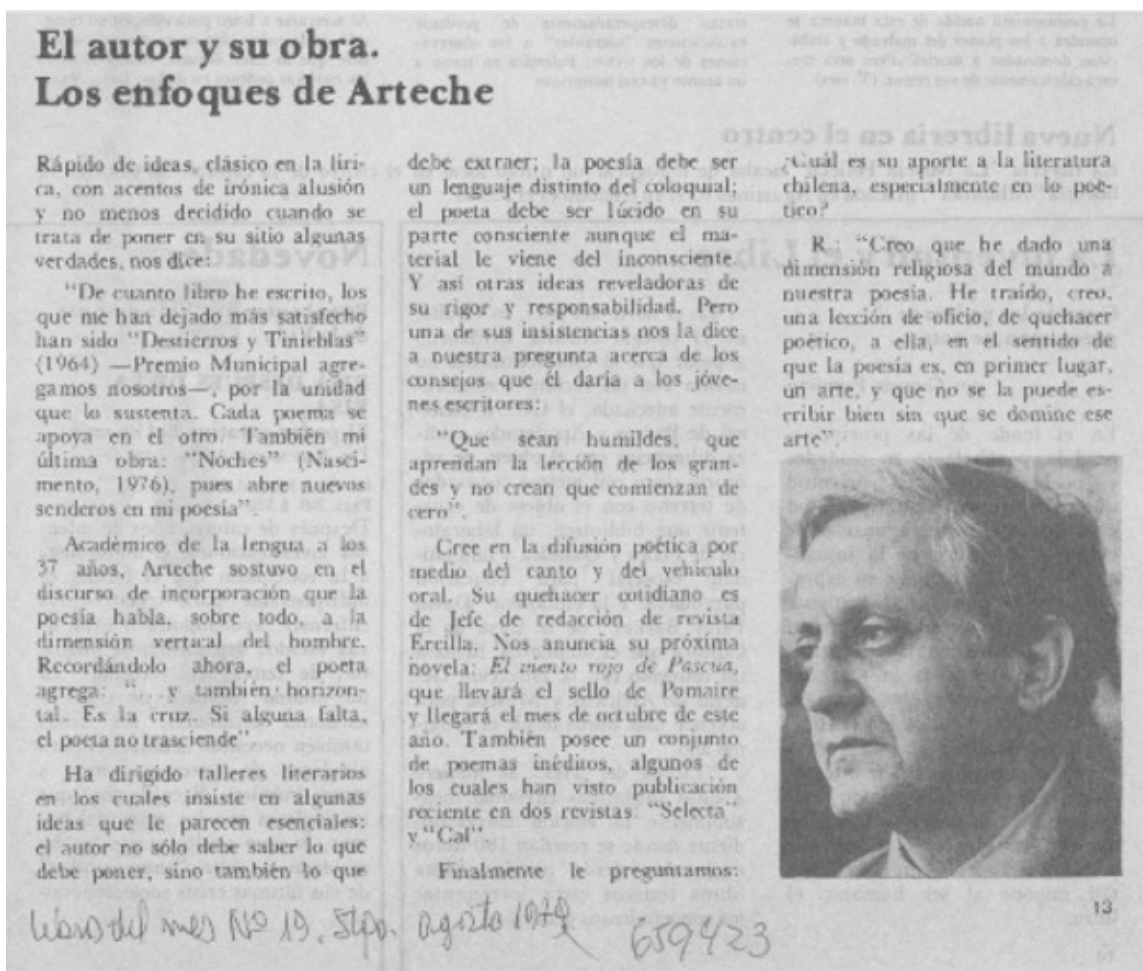 El autor y su obra.
Los enfoques de Arteche
Rápido de ideas, clásico en la líri-
ca, con acentos de irónica alusión
y no menos decidido cuando se
trata de poner en su sitio algunas
verdades, nos dice:
"De cuanto libro he escrito, los
que me han dejado más satisfecho
han sido "Destierros y Tinieblas"
(1964) —Premio Municipal agre-
gamos nosotros—, por la unidad
que lo sustenta. Cada poema se
apoya en el otro. También mi
última obra: "Noches" (Nasci-
mento, 1976), pues abre nuevos
senderos en mi poesía"
Académico de la lengua a los
37 años, Arteche sostuvo en el
discurso de incorporación que la
poesía habla, sobre todo, a la
dimensión vertical del hombre.
Recordándolo ahora, el poeta
agrega: "...y también horizon-
tal. Es la cruz. Si alguna falta,
el poeta no trasciende"
Ha dirigido talleres literarios
en los cuales insiste en algunas
ideas que le parecen esenciales:
el autor no sólo debe saber lo que
debe poner, sino también lo que
debe extraer; la poesía debe ser
un lenguaje distinto del coloquial;
el poeta debe ser lúcido en su
parte consciente aunque el ma-
terial le viene del inconsciente.
Y así otras ideas reveladoras de
su rigor y responsabilidad. Pero
una de sus insistencias nos la dice
a nuestra pregunta acerca de los
consejos que él daría a los jóve-
nes escritores:
"Que sean humildes, que
aprendan la lección de los gran-
des y no crean que comienzan de
cero".
Cree en la difusión poética por
medio del canto y del vehículo
oral. Su quehacer cotidiano es
de Jefe de redacción de revista
Ercilla. Nos anuncia su próxima
novela: El viento rojo de Pascua,
que llevará el sello de Pomaire
y llegará el mes de octubre de este
año. También posee un conjunto
de poemas inéditos, algunos de
los cuales han visto publicación
reciente en dos revistas: "Selecta"
y "Cal".
Finalmente le preguntamos:
¿Cuál es su aporte a la literatura
chilena, especialmente en lo poé-
tico?
R.: "Creo que he dado una
dimensión religiosa del mundo a
nuestra poesía. He traído, creo,
una lección de oficio, de quehacer
poético, a ella, en el sentido de
que la poesía es, en primer lugar,
un arte, y que no se la puede es-
cribir bien sin que se domine ese
arte".
13
Libro del mes Nº 19. Stgo. agosto 659423